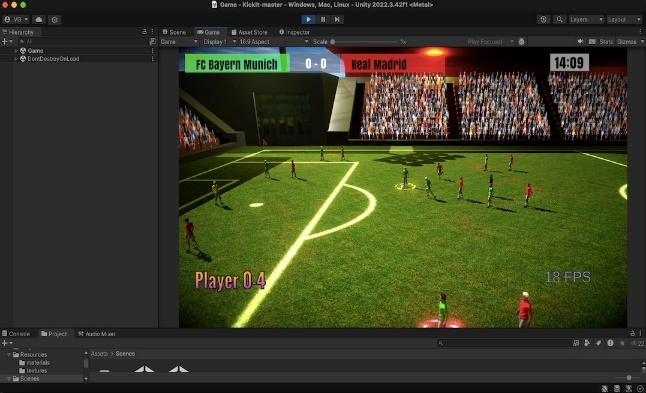 Game - KickIt-master - Windows, Mac, Linux - Unity 2022.3.42f1 <Metal>
VG
Layers
Layout
Hierarchy
All
Game
DontDestroyOnLoad
Scene
Game
Asset Store
Inspector
Game
Display 1
16:9 Aspect
Scale
1x
Play Focused
Stats
Gizmos
FC Bayern Munich
0 - 0
Real Madrid
14:09
Player 0-4
18 FPS
Console
Project
Audio Mixer
22
Resources
materials
textures
Scenes
Assets > Scenes